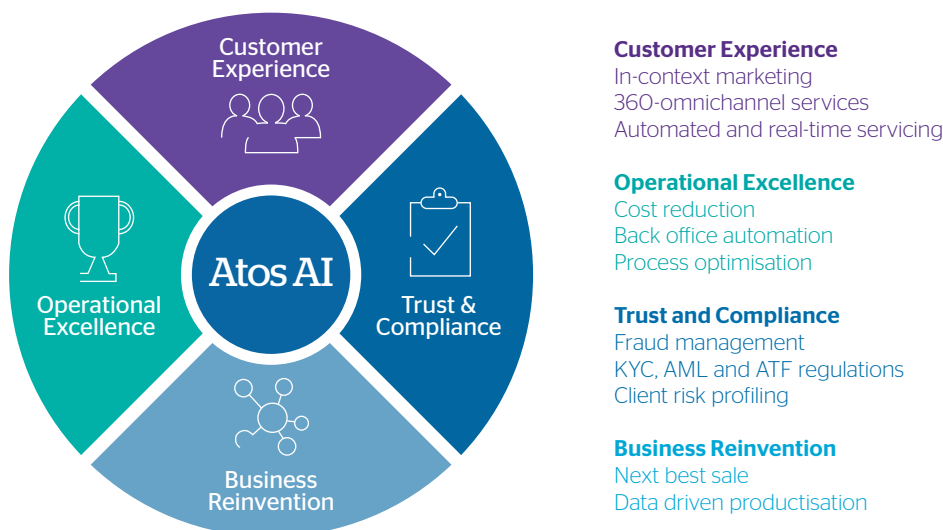 Customer
Experience
Operational
Excellence
Atos AI
Trust &
Compliance
Business
Reinvention
Customer Experience
In-context marketing
360-omnichannel services
Automated and real-time servicing
Operational Excellence
Cost reduction
Back office automation
Process optimisation
Trust and Compliance
Fraud management
KYC, AML and ATF regulations
Client risk profiling
Business Reinvention
Next best sale
Data driven productisation